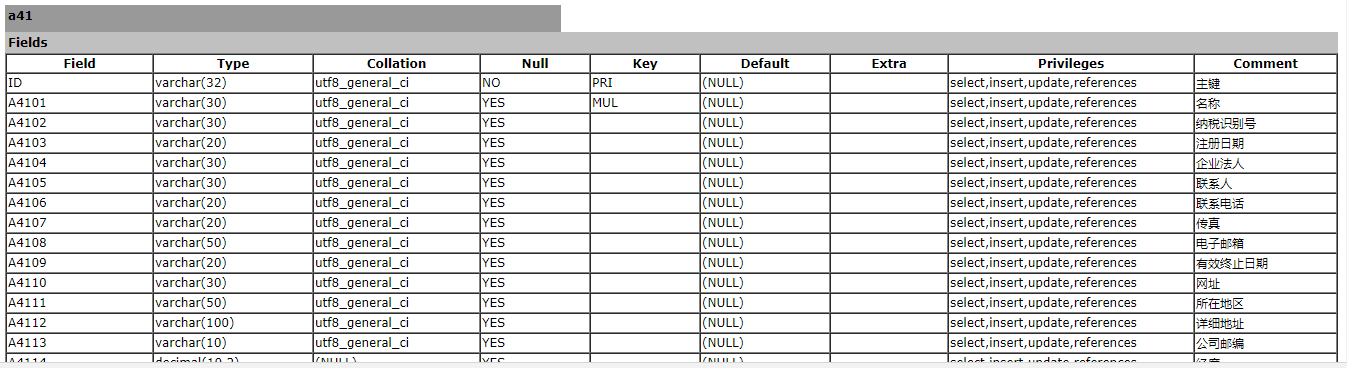 a41
Fields
Field Type Collation Null Key Default Extra Privileges Comment
ID varchar(32) utf8_general_ci NO PRI (NULL) select,insert,update,references 主键
A4101 varchar(30) utf8_general_ci YES MUL (NULL) select,insert,update,references 名称
A4102 varchar(30) utf8_general_ci YES (NULL) select,insert,update,references 纳税识别号
A4103 varchar(20) utf8_general_ci YES (NULL) select,insert,update,references 注册日期
A4104 varchar(30) utf8_general_ci YES (NULL) select,insert,update,references 企业法人
A4105 varchar(30) utf8_general_ci YES (NULL) select,insert,update,references 联系人
A4106 varchar(20) utf8_general_ci YES (NULL) select,insert,update,references 联系电话
A4107 varchar(20) utf8_general_ci YES (NULL) select,insert,update,references 传真
A4108 varchar(50) utf8_general_ci YES (NULL) select,insert,update,references 电子邮箱
A4109 varchar(20) utf8_general_ci YES (NULL) select,insert,update,references 有效终止日期
A4110 varchar(30) utf8_general_ci YES (NULL) select,insert,update,references 网址
A4111 varchar(50) utf8_general_ci YES (NULL) select,insert,update,references 所在地区
A4112 varchar(100) utf8_general_ci YES (NULL) select,insert,update,references 详细地址
A4113 varchar(10) utf8_general_ci YES (NULL) select,insert,update,references 公司邮编
A4114 decimal(10,2) (NULL) YES (NULL) select,insert,update,references